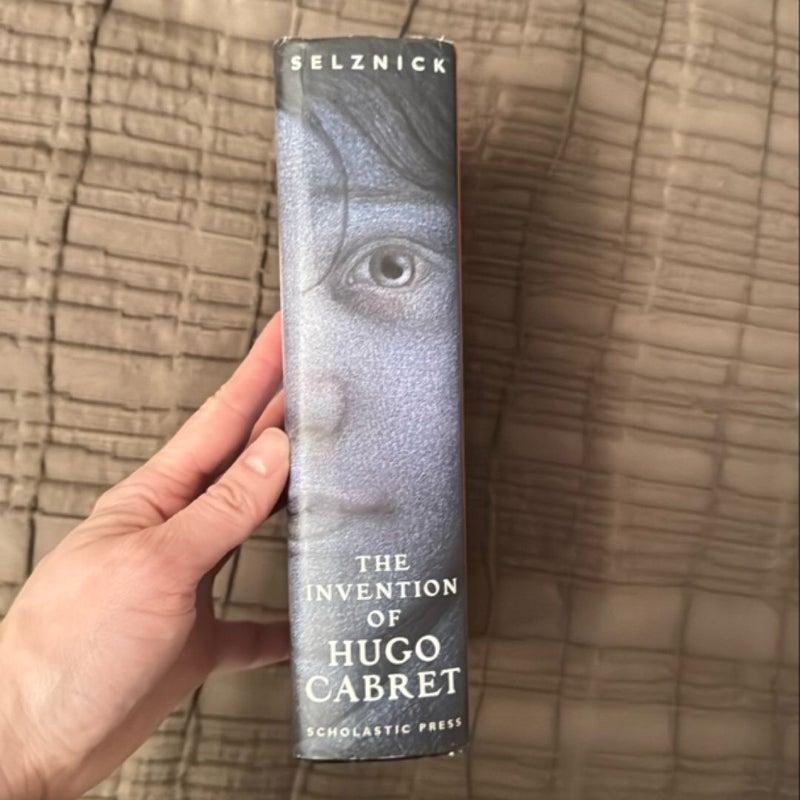 SELZNICK
THE
INVENTION
OF
HUGO
CABRET
SCHOLASTIC PRESS